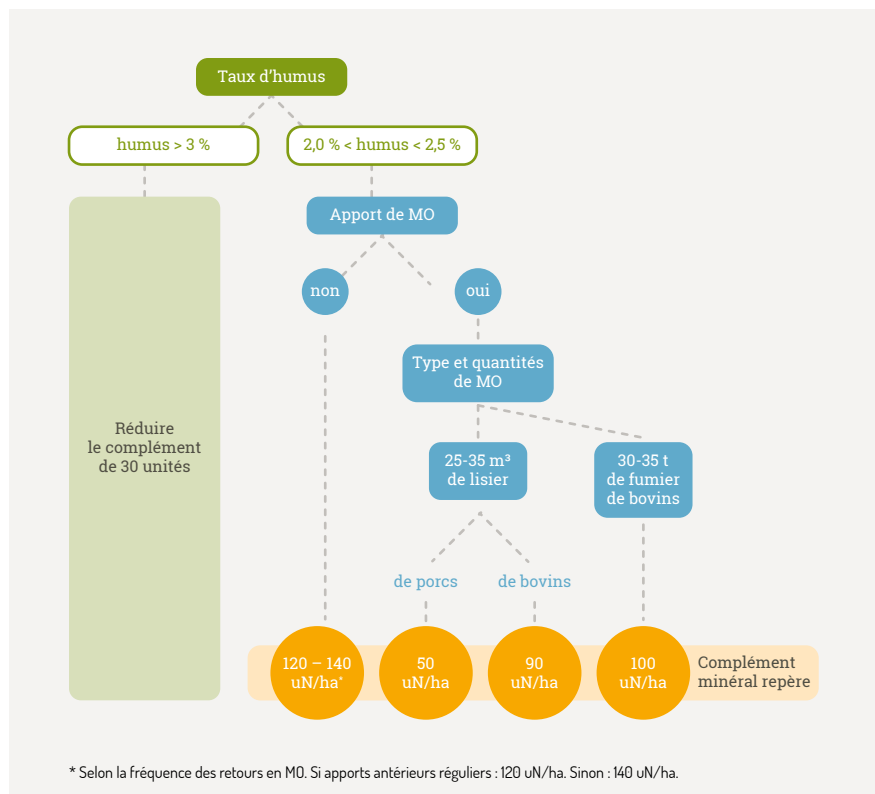 Taux d'humus
humus > 3 %
2,0 % < humus < 2,5 %
Apport de MO
non
oui
Type et quantités
de MO
Réduire
le complément
de 30 unités
25-35 m³
de lisier
30-35 t
de fumier
de bovins
de porcs
de bovins
120 – 140
uN/ha*
50
uN/ha
90
uN/ha
100
uN/ha
Complément
minéral repère
* Selon la fréquence des retours en MO. Si apports antérieurs réguliers : 120 uN/ha. Sinon : 140 uN/ha.